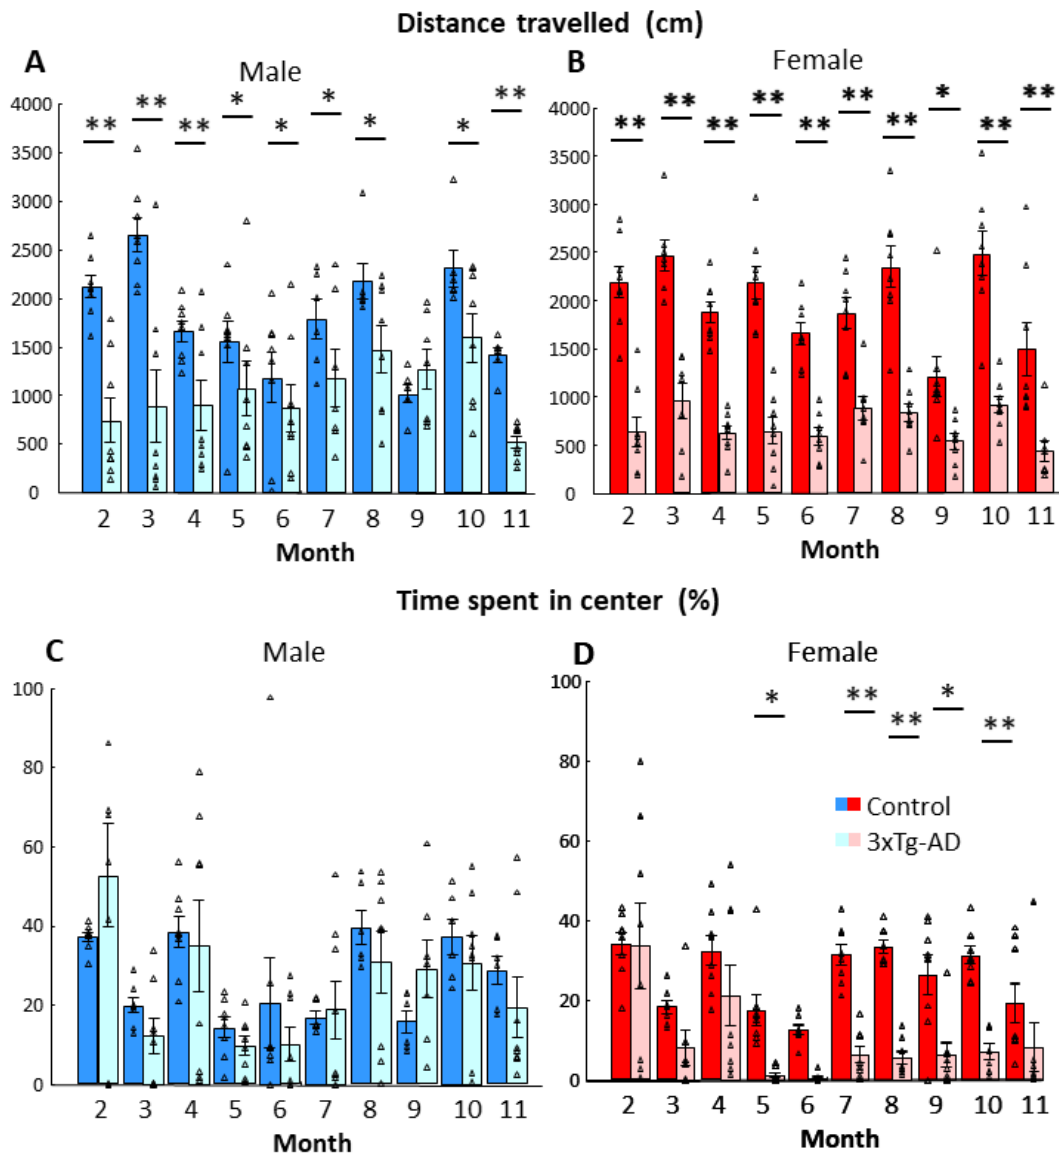 Distance travelled (cm)
A
Male
B
Female
** ** ** * * * * * **
** ** ** ** ** ** ** * ** **
4000
3500
3000
2500
2000
1500
1000
500
0
2 3 4 5 6 7 8 9 10 11
Month
4000
3500
3000
2500
2000
1500
1000
500
0
2 3 4 5 6 7 8 9 10 11
Month
Time spent in center (%)
C
Male
D
Female
100
80
60
40
20
0
2 3 4 5 6 7 8 9 10 11
Month
* ** ** * **
100
80
60
40
20
0
Control
3xTg-AD
2 3 4 5 6 7 8 9 10 11
Month